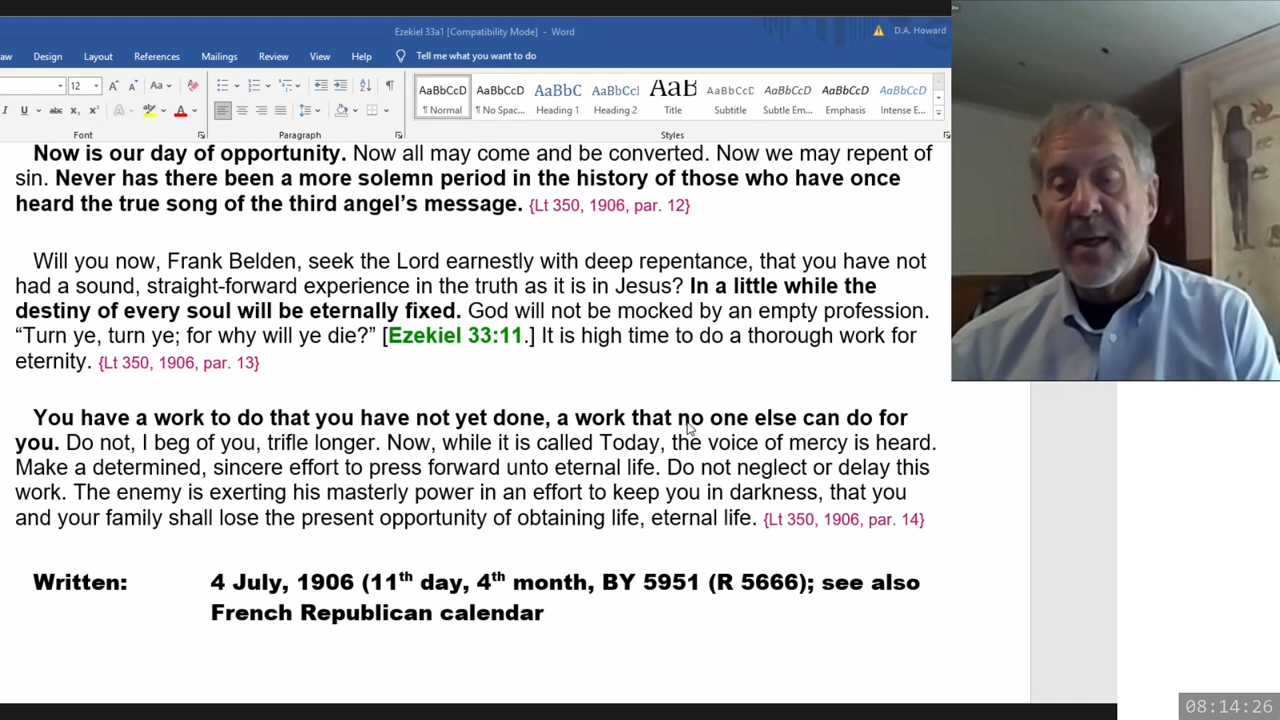 Ezekiel 33a1 [Compatibility Mode] - Word
D.A. Howard
aw Design Layout References Mailings Review View Help Tell me what you want to do
12
AaBbCcD AaBbCcD AaBbC AaBbCcI AaB AaBbCcD AaBbCcD AaBbCcD AaBbCcD
¶ Normal ¶ No Spac... Heading 1 Heading 2 Title Subtitle Subtle Em... Emphasis Intense E...
Font Paragraph Styles
Now is our day of opportunity. Now all may come and be converted. Now we may repent of
sin. Never has there been a more solemn period in the history of those who have once
heard the true song of the third angel’s message. {Lt 350, 1906, par. 12}
Will you now, Frank Belden, seek the Lord earnestly with deep repentance, that you have not
had a sound, straight-forward experience in the truth as it is in Jesus? In a little while the
destiny of every soul will be eternally fixed. God will not be mocked by an empty profession.
“Turn ye, turn ye; for why will ye die?” [Ezekiel 33:11.] It is high time to do a thorough work for
eternity. {Lt 350, 1906, par. 13}
You have a work to do that you have not yet done, a work that no one else can do for
you. Do not, I beg of you, trifle longer. Now, while it is called Today, the voice of mercy is heard.
Make a determined, sincere effort to press forward unto eternal life. Do not neglect or delay this
work. The enemy is exerting his masterly power in an effort to keep you in darkness, that you
and your family shall lose the present opportunity of obtaining life, eternal life. {Lt 350, 1906, par. 14}
Written: 4 July, 1906 (11th day, 4th month, BY 5951 (R 5666); see also
French Republican calendar
08:14:26